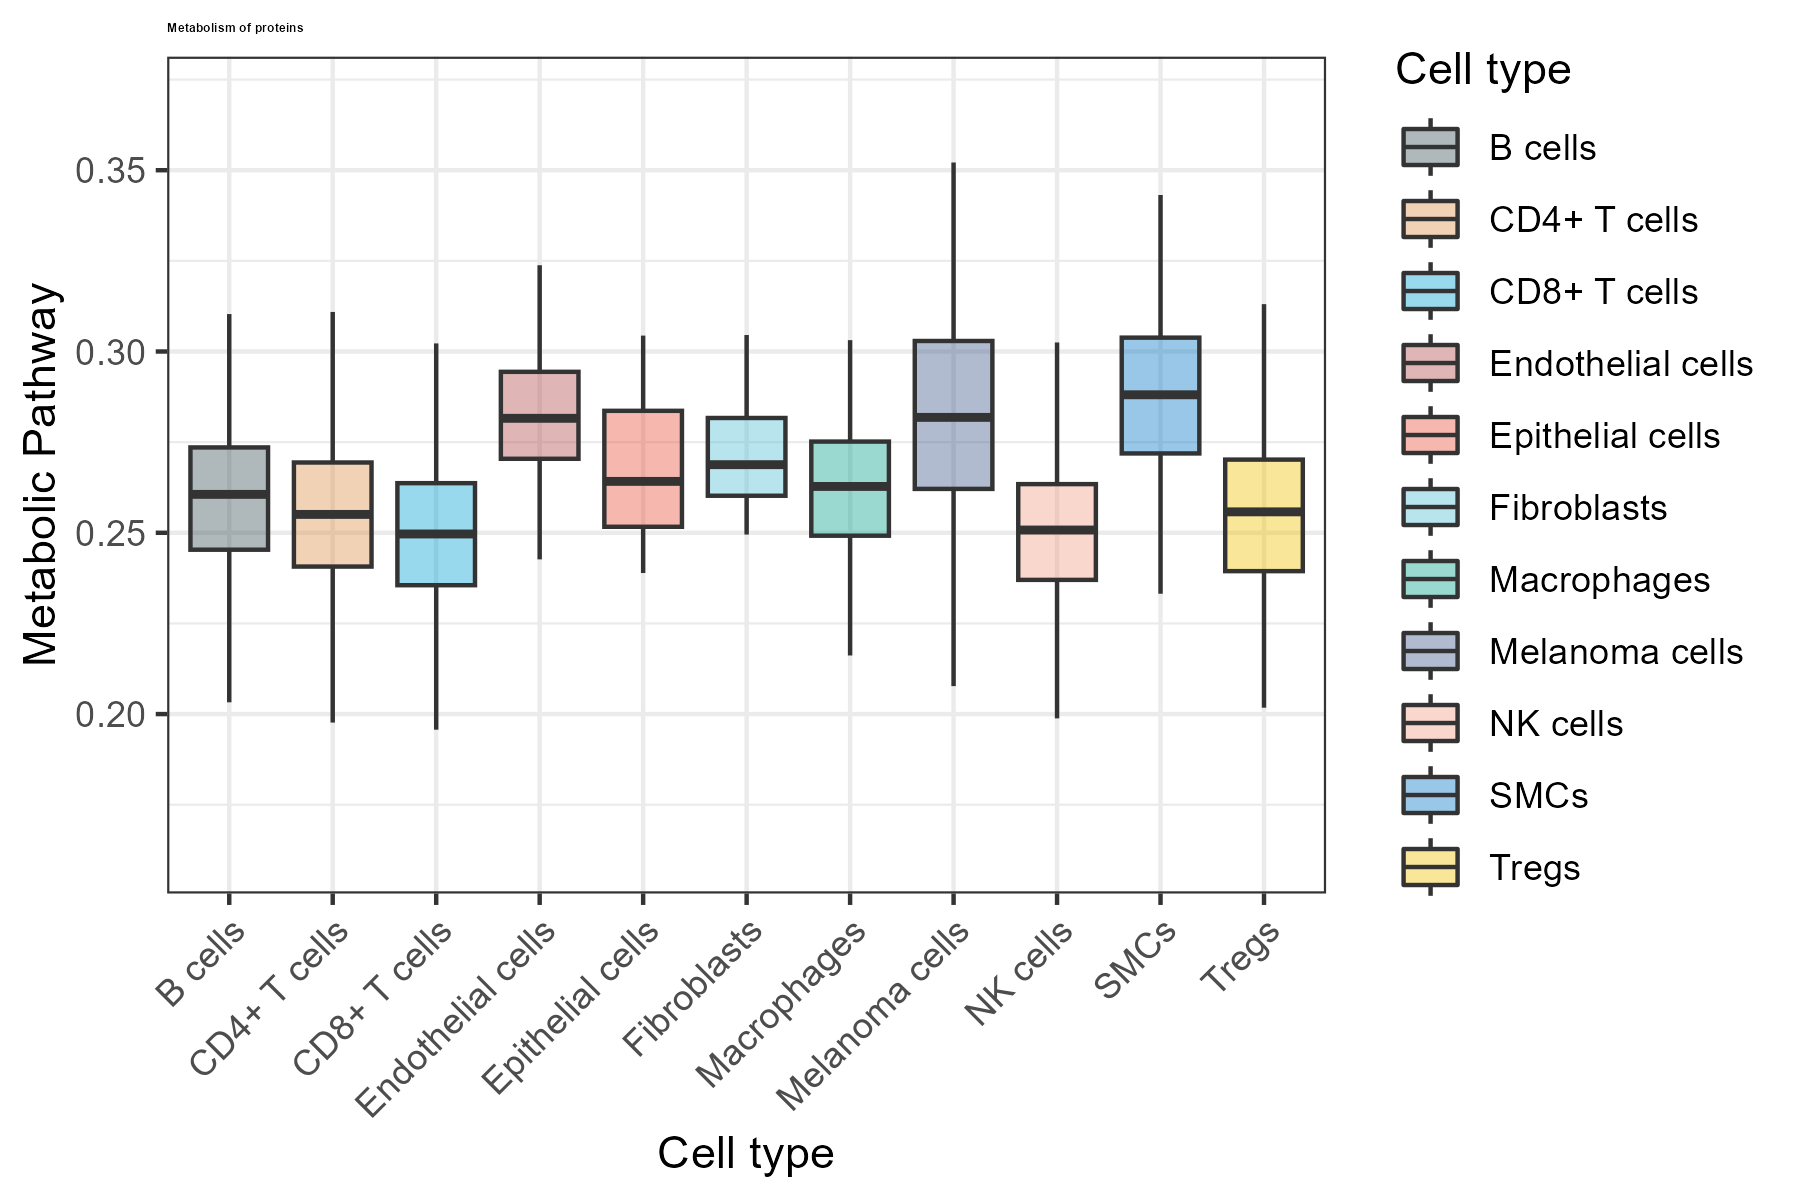 Metabolism of proteins
Metabolic Pathway
0.35
0.30
0.25
0.20
B cells
CD4+ T cells
CD8+ T cells
Endothelial cells
Epithelial cells
Fibroblasts
Macrophages
Melanoma cells
NK cells
SMCs
Tregs
Cell type
Cell type
B cells
CD4+ T cells
CD8+ T cells
Endothelial cells
Epithelial cells
Fibroblasts
Macrophages
Melanoma cells
NK cells
SMCs
Tregs